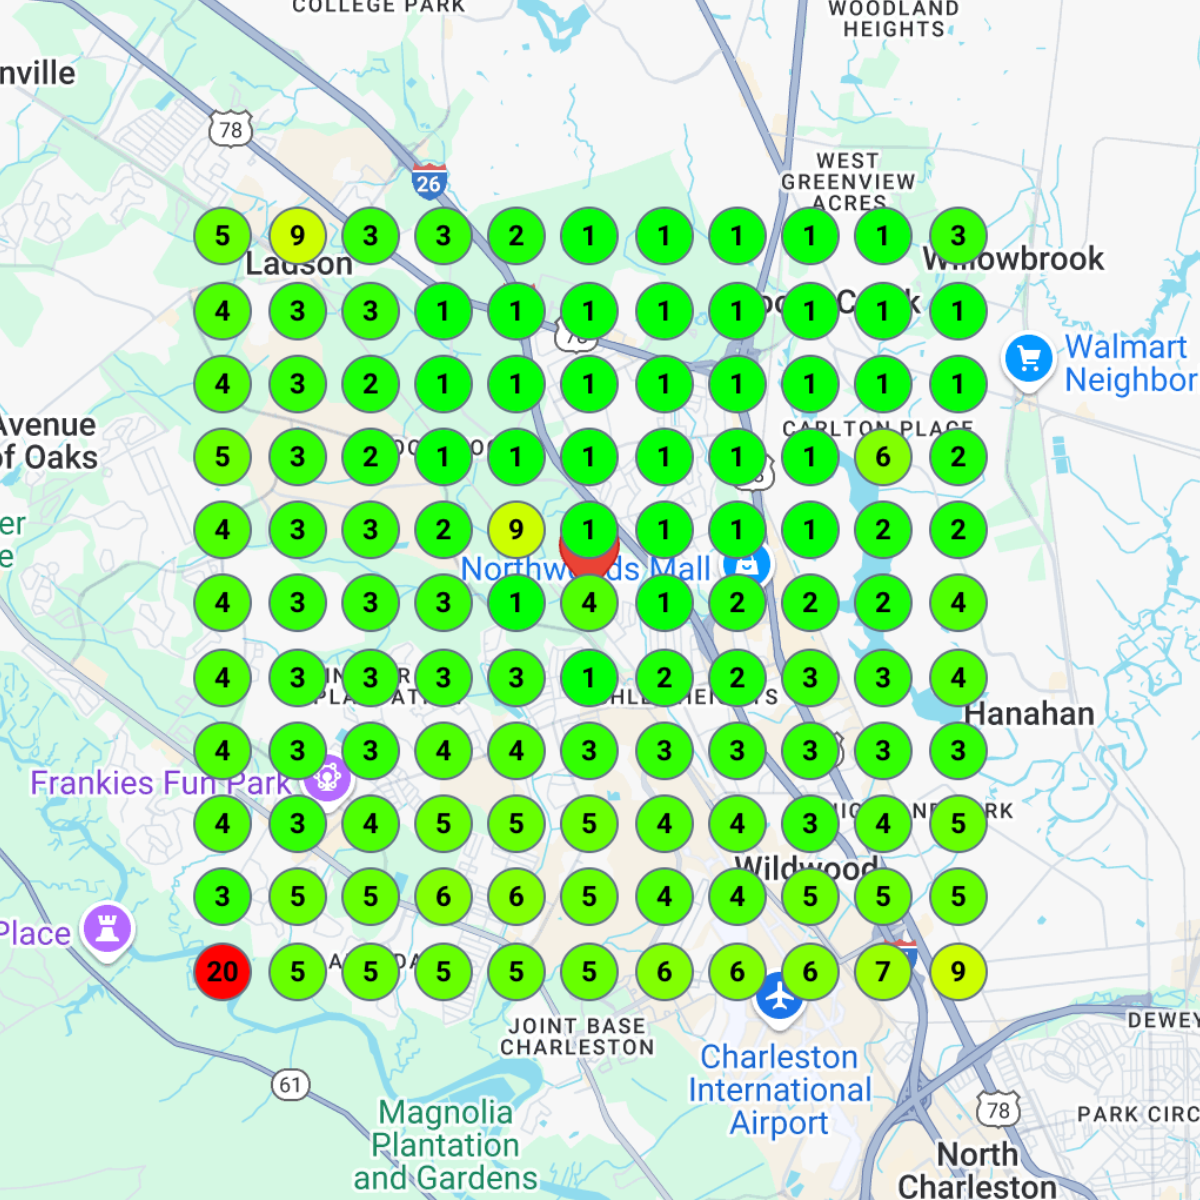 COLLEGE PARK
WOODLAND
HEIGHTS
nville
78
26
WEST
GREENVIEW
ACRES
5 9 3 3 2 1 1 1 1 1 3
Ladson
Willowbrook
4 3 3 1 1 1 1 1 1 1 1
78
Walmart
Neighbor
4 3 2 1 1 1 1 1 1 1 1
Avenue
of Oaks
CARLTON PLACE
5 3 2 1 1 1 1 1 1 6 2
er
e
4 3 3 2 9 1 1 1 1 2 2
Northwoods Mall
4 3 3 3 1 4 1 2 2 2 4
4 3 3 3 3 1 2 2 3 3 4
Hanahan
4 3 3 4 4 3 3 3 3 3 3
Frankies Fun Park
4 3 4 5 5 5 4 4 3 4 5
Wildwood
3 5 5 6 6 5 4 4 5 5 5
Place
20 5 5 5 5 5 6 6 6 7 9
JOINT BASE
CHARLESTON
DEWEY
Charleston
International
Airport
61
78
Magnolia
Plantation
and Gardens
PARK CIRC
North
Charleston